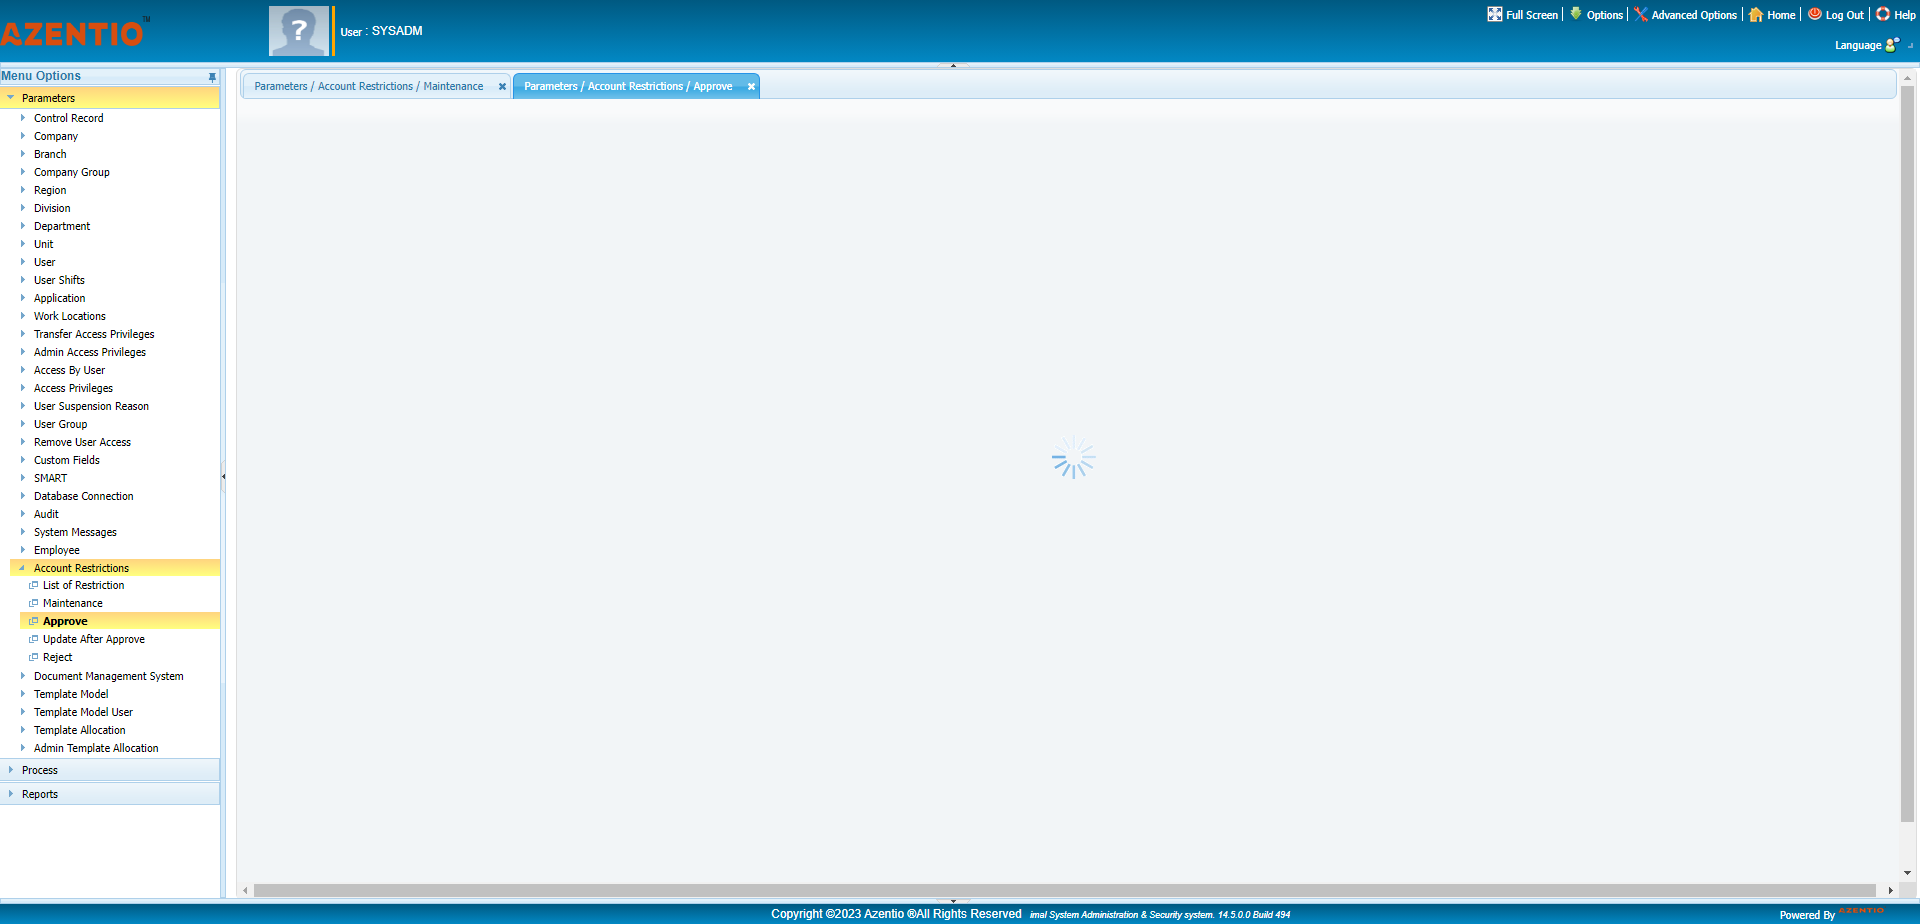 AZENTIO™
User : SYSADM
Full Screen
Options
Advanced Options
Home
Log Out
Help
Language
Menu Options
Parameters
Control Record
Company
Branch
Company Group
Region
Division
Department
Unit
User
User Shifts
Application
Work Locations
Transfer Access Privileges
Admin Access Privileges
Access By User
Access Privileges
User Suspension Reason
User Group
Remove User Access
Custom Fields
SMART
Database Connection
Audit
System Messages
Employee
Account Restrictions
List of Restriction
Maintenance
Approve
Update After Approve
Reject
Document Management System
Template Model
Template Model User
Template Allocation
Admin Template Allocation
Process
Reports
Parameters / Account Restrictions / Maintenance
Parameters / Account Restrictions / Approve
Copyright ©2023 Azentio ®All Rights Reserved imal System Administration & Security system. 14.5.0.0 Build 494
Powered By AZENTIO